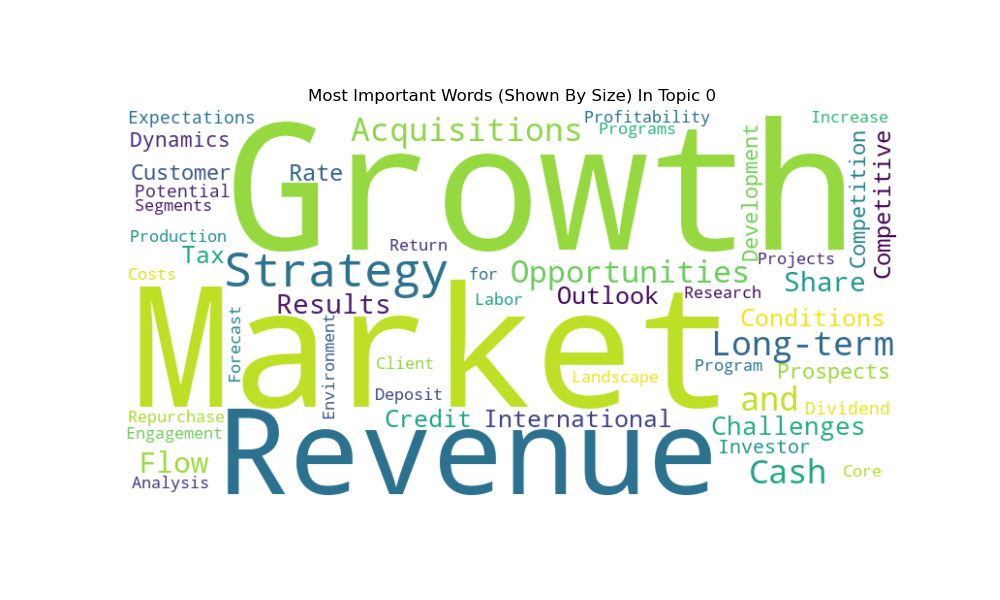 Most Important Words (Shown By Size) In Topic 0
Expectations
Growth
Acquisitions
Profitability
Programs
Increase
Dynamics
Development
Competition
Competitive
Customer
Rate
Potential
Segments
Production
Return
Tax
Strategy
for
Opportunities
Projects
Costs
Share
Results
Labor
Outlook
Research
Market
Forecast
Environment
Conditions
Long-term
Client
Landscape
Program
Prospects
Deposit
and
Dividend
Repurchase
Credit
International
Engagement
Revenue
Challenges
Investor
Flow
Cash
Core
Analysis